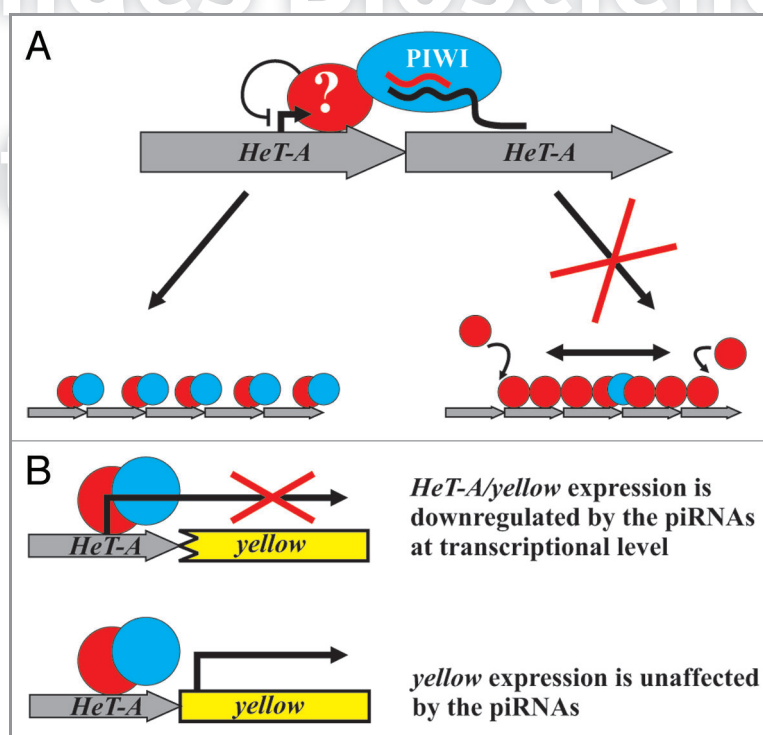 A
PIWI
?
HeT-A HeT-A
B
HeT-A yellow
HeT-A/yellow expression is
downregulated by the piRNAs
at transcriptional level
HeT-A yellow
yellow expression is unaffected
by the piRNAs